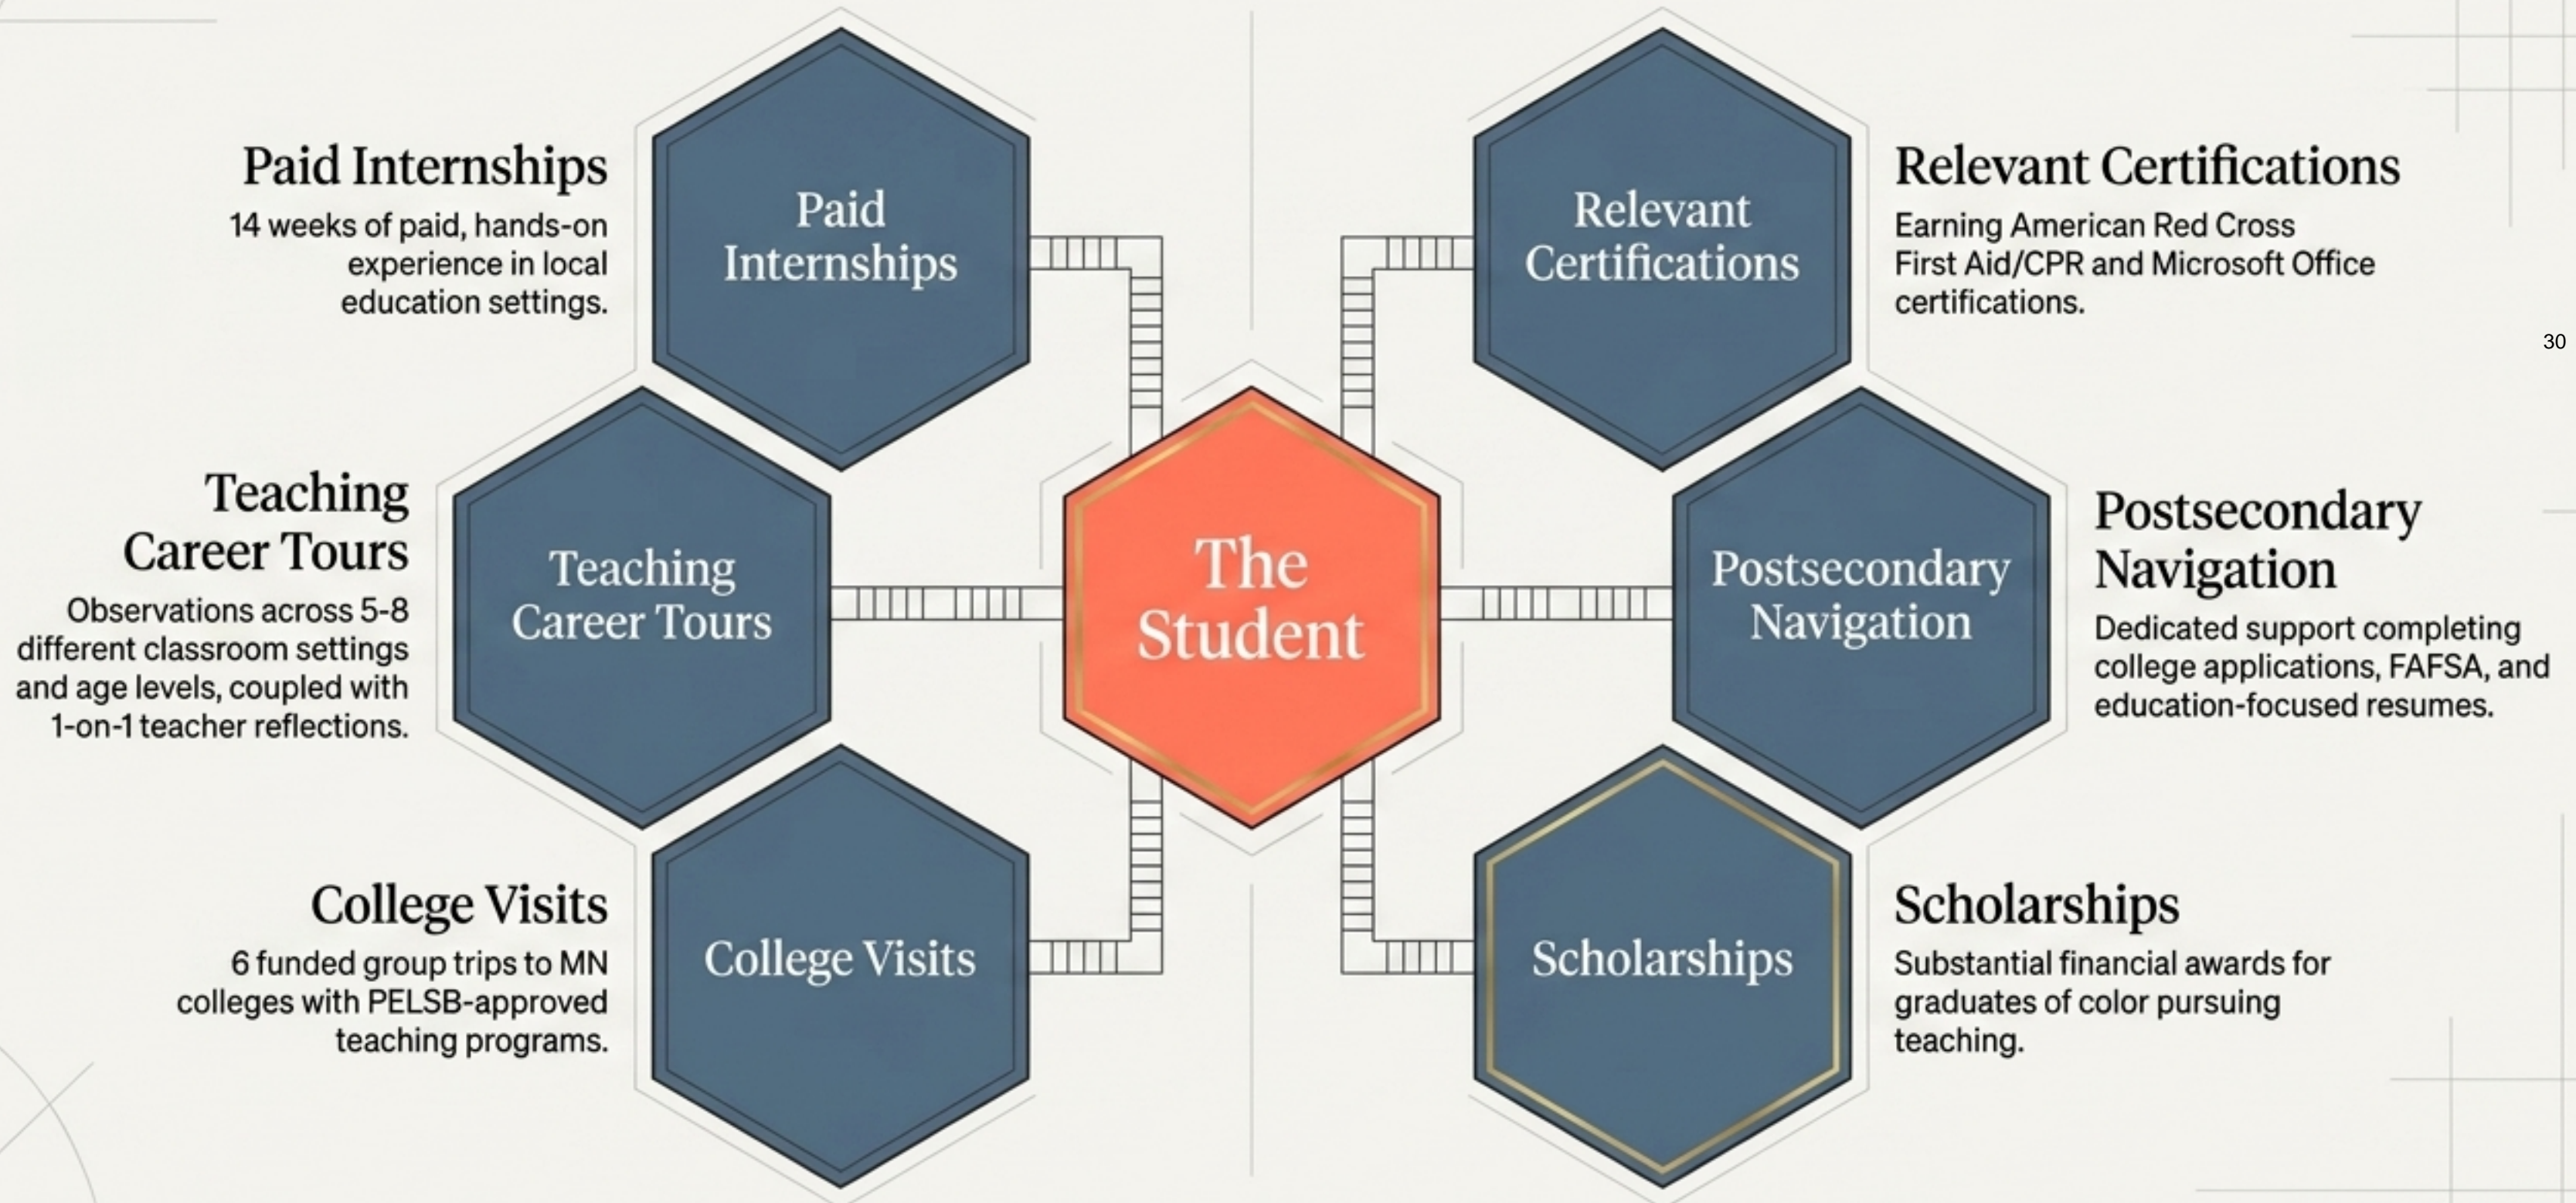 Paid Internships
14 weeks of paid, hands-on
experience in local
education settings.
Paid
Internships
Relevant
Certifications
Relevant Certifications
Earning American Red Cross
First Aid/CPR and Microsoft Office
certifications.
30
Teaching
Career Tours
Observations across 5-8
different classroom settings
and age levels, coupled with
1-on-1 teacher reflections.
Teaching
Career Tours
The
Student
Postsecondary
Navigation
Postsecondary
Navigation
Dedicated support completing
college applications, FAFSA, and
education-focused resumes.
College Visits
6 funded group trips to MN
colleges with PELSB-approved
teaching programs.
College Visits
Scholarships
Scholarships
Substantial financial awards for
graduates of color pursuing
teaching.